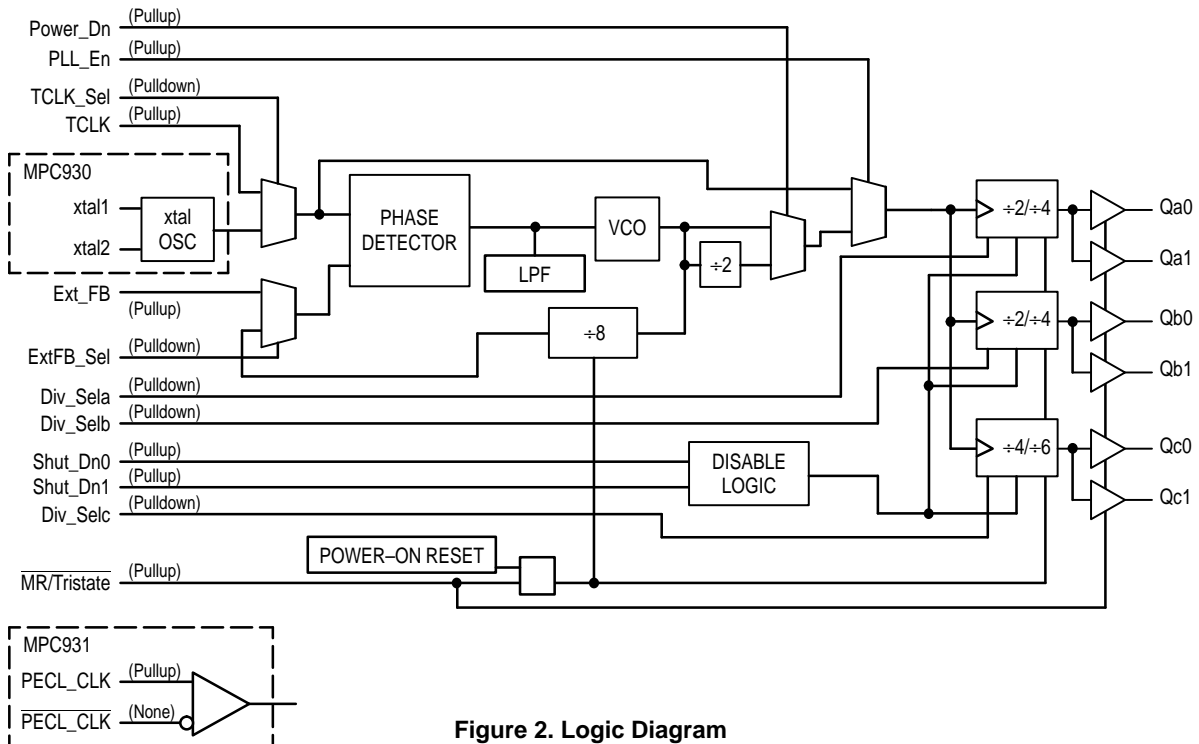 Power_Dn (Pullup)
PLL_En (Pullup)
TCLK_Sel (Pulldown)
TCLK (Pullup)
MPC930
xtal1
xtal2
xtal
OSC
PHASE
DETECTOR
LPF
VCO
÷2
÷8
Ext_FB
(Pullup)
ExtFB_Sel (Pulldown)
Div_Sela (Pulldown)
Div_Selb (Pulldown)
Shut_Dn0 (Pullup)
Shut_Dn1 (Pullup)
Div_Selc (Pulldown)
DISABLE
LOGIC
÷2/÷4
÷2/÷4
÷4/÷6
Qa0
Qa1
Qb0
Qb1
Qc0
Qc1
POWER–ON RESET
MR/Tristate (Pullup)
MPC931
PECL_CLK (Pullup)
PECL_CLK (None)
Figure 2. Logic Diagram